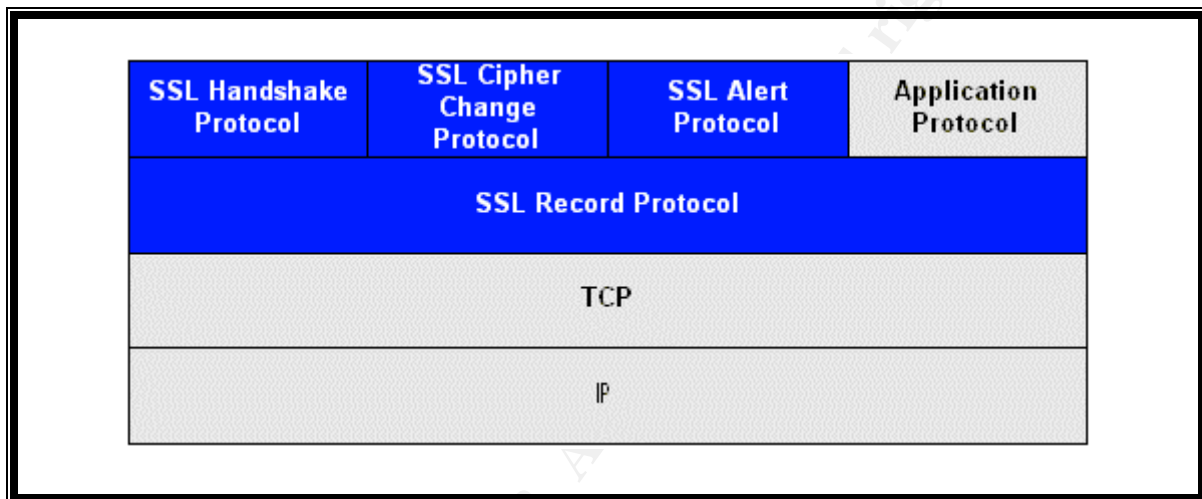 SSL Handshake
Protocol
SSL Cipher
Change
Protocol
SSL Alert
Protocol
Application
Protocol
SSL Record Protocol
TCP
IP